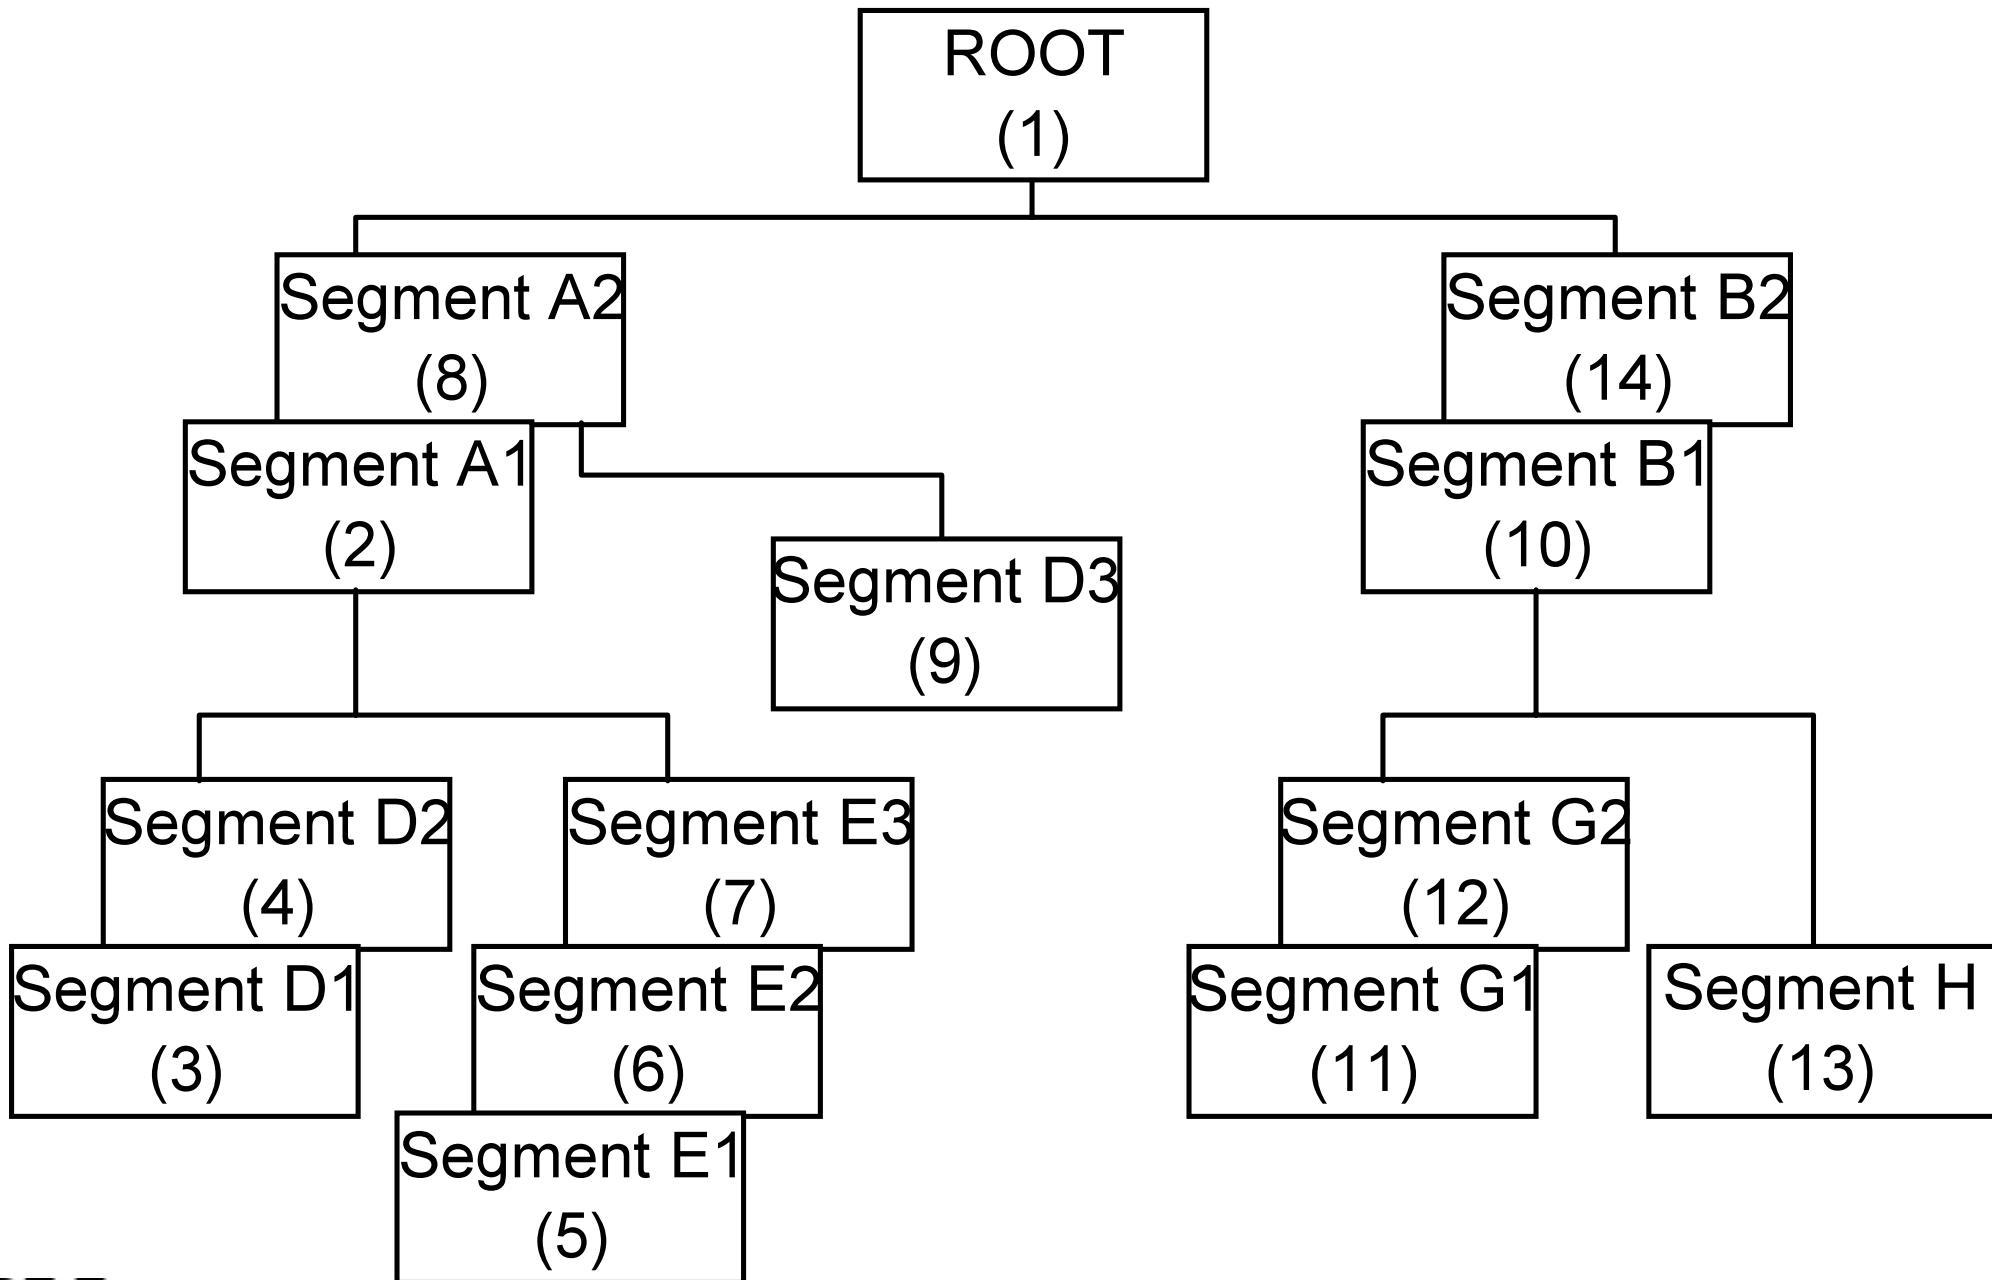 ROOT
(1)
Segment A2
(8)
Segment B2
(14)
Segment A1
(2)
Segment B1
(10)
Segment D3
(9)
Segment D2
(4)
Segment E3
(7)
Segment G2
(12)
Segment D1
(3)
Segment E2
(6)
Segment G1
(11)
Segment H
(13)
Segment E1
(5)